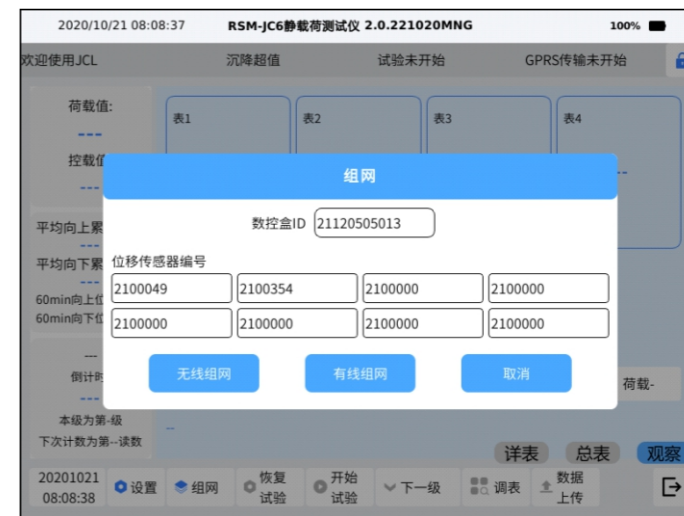 2020/10/21 08:08:37 RSM-JC6静载荷测试仪 2.0.221020MNG 100%
欢迎使用JCL 沉降超值 试验未开始 GPRS传输未开始
荷载值:
---
表1 表2 表3 表4
控载值
---
--
组网
数控盒ID 21120505013
平均向上累
---
平均向下累
---
位移传感器编号
2100049 2100354 2100000 2100000
2100000 2100000 2100000 2100000
60min向上位
60min向下位
---
倒计时
---
无线组网 有线组网 取消
荷载-
本级为第-级
--
下次计数为第--读数
详表 总表 观察
20201021
08:08:38
设置 组网 恢复试验 开始试验 下一级 调表 数据上传